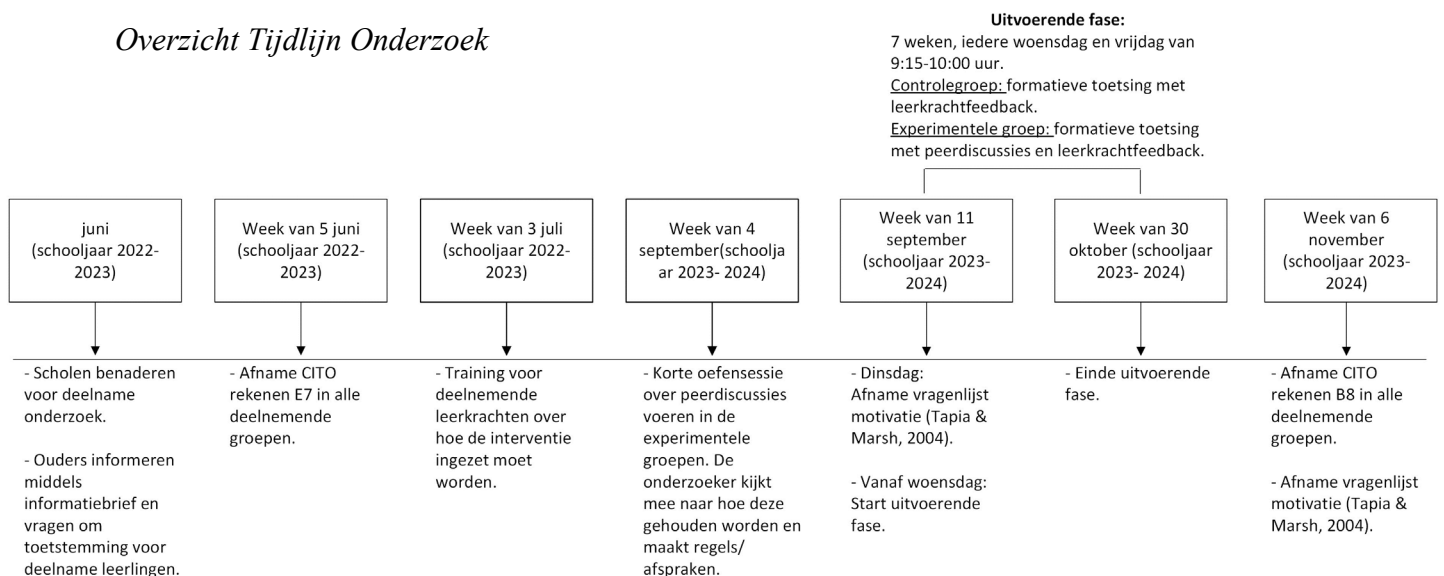 Overzicht Tijdlijn Onderzoek
Uitvoerende fase:
7 weken, iedere woensdag en vrijdag van
9:15-10:00 uur.
Controlegroep: formatieve toetsing met
leerkrachtfeedback.
Experimentele groep: formatieve toetsing
met peerdiscussies en leerkrachtfeedback.
juni
(schooljaar 2022-
2023)
Week van 5 juni
(schooljaar 2022-
2023)
Week van 3 juli
(schooljaar 2022-
2023)
Week van 4
september(schoolja
ar 2023- 2024)
Week van 11
september
(schooljaar 2023-
2024)
Week van 30
oktober (schooljaar
2023- 2024)
Week van 6
november
(schooljaar 2023-
2024)
- Scholen benaderen
voor deelname
onderzoek.
- Ouders informeren
middels
informatiebrief en
vragen om
toetstemming voor
deelname leerlingen.
- Afname CITO
rekenen E7 in alle
deelnemende
groepen.
- Training voor
deelnemende
leerkrachten over
hoe de interventie
ingezet moet
worden.
- Korte oefensessie
over peerdiscussies
voeren in de
experimentele
groepen. De
onderzoeker kijkt
mee naar hoe deze
gehouden worden en
maakt regels/
afspraken.
- Dinsdag:
Afname vragenlijst
motivatie (Tapia &
Marsh, 2004).
- Vanaf woensdag:
Start uitvoerende
fase.
- Einde uitvoerende
fase.
- Afname CITO
rekenen B8 in alle
deelnemende
groepen.
- Afname vragenlijst
motivatie (Tapia &
Marsh, 2004).